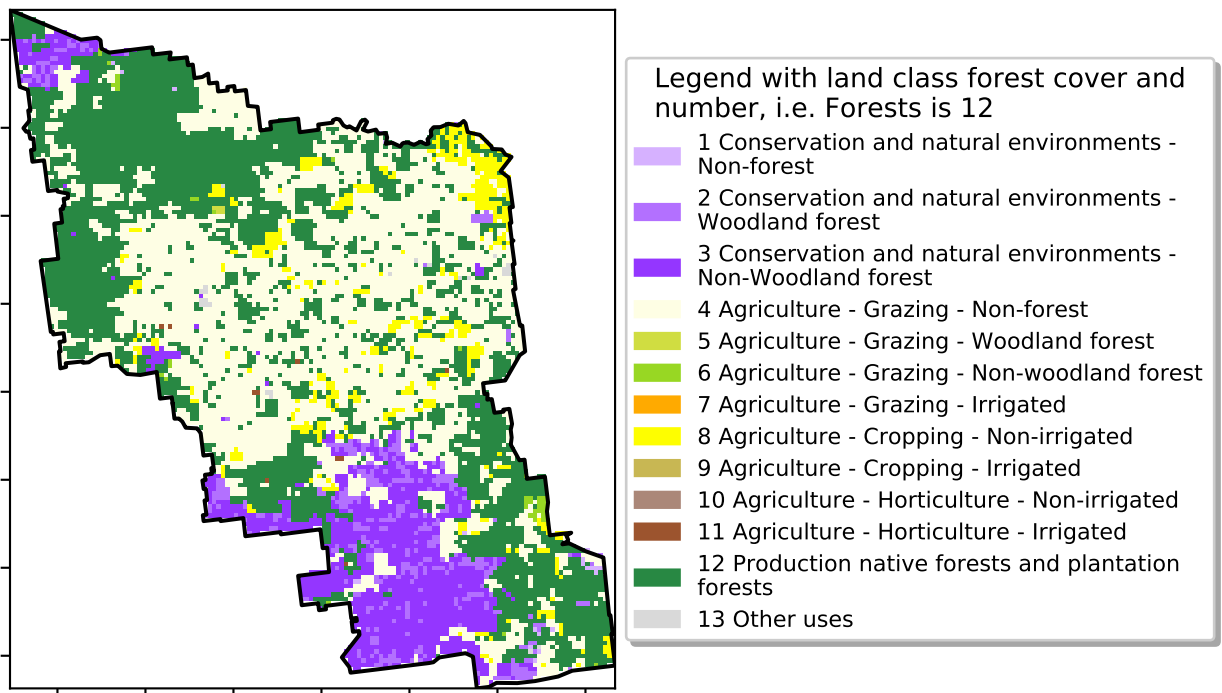 Legend with land class forest cover and
number, i.e. Forests is 12
1 Conservation and natural environments -
Non-forest
2 Conservation and natural environments -
Woodland forest
3 Conservation and natural environments -
Non-Woodland forest
4 Agriculture - Grazing - Non-forest
5 Agriculture - Grazing - Woodland forest
6 Agriculture - Grazing - Non-woodland forest
7 Agriculture - Grazing - Irrigated
8 Agriculture - Cropping - Non-irrigated
9 Agriculture - Cropping - Irrigated
10 Agriculture - Horticulture - Non-irrigated
11 Agriculture - Horticulture - Irrigated
12 Production native forests and plantation
forests
13 Other uses